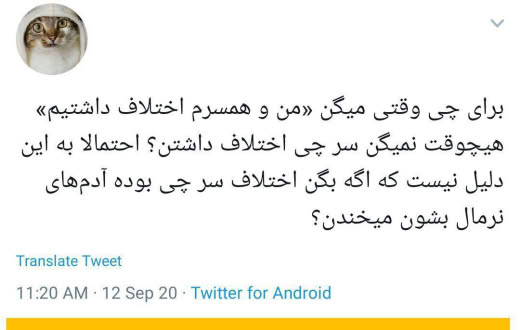 برای چی وقتی میگن «من و همسرم اختلاف داشتیم»
هیچوقت نمیگن سر چی اختلاف داشتن؟ احتمالا به این
دلیل نیست که اگه بگن اختلاف سر چی بوده آدم‌های
نرمال بشون میخندن؟
Translate Tweet
11:20 AM · 12 Sep 20 · Twitter for Android